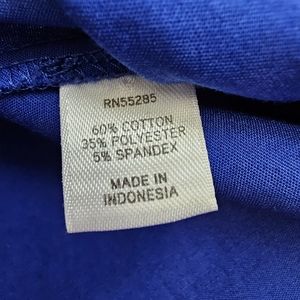 RN55285
60% COTTON
35% POLYESTER
5% SPANDEX
MADE IN
INDONESIA